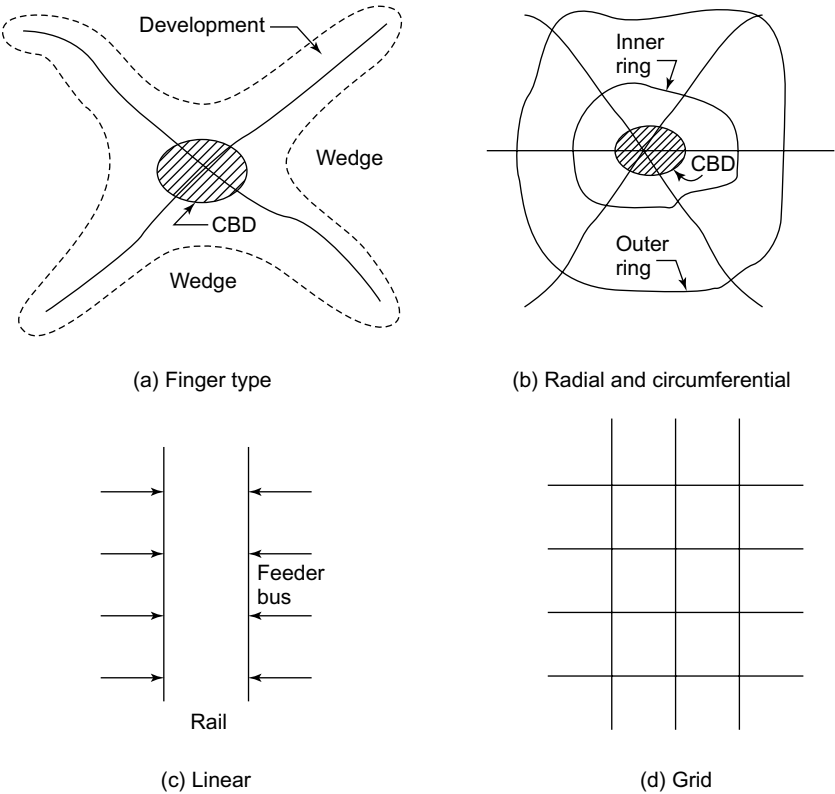 Development
Wedge
CBD
Wedge
(a) Finger type
Inner
ring
CBD
Outer
ring
(b) Radial and circumferential
Feeder
bus
Rail
(c) Linear
(d) Grid